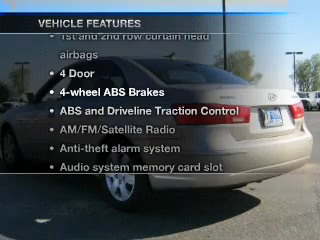 VEHICLE FEATURES
• 1st and 2nd row curtain head
airbags
• 4 Door
• 4-wheel ABS Brakes
• ABS and Driveline Traction Control
• AM/FM/Satellite Radio
• Anti-theft alarm system
• Audio system memory card slot